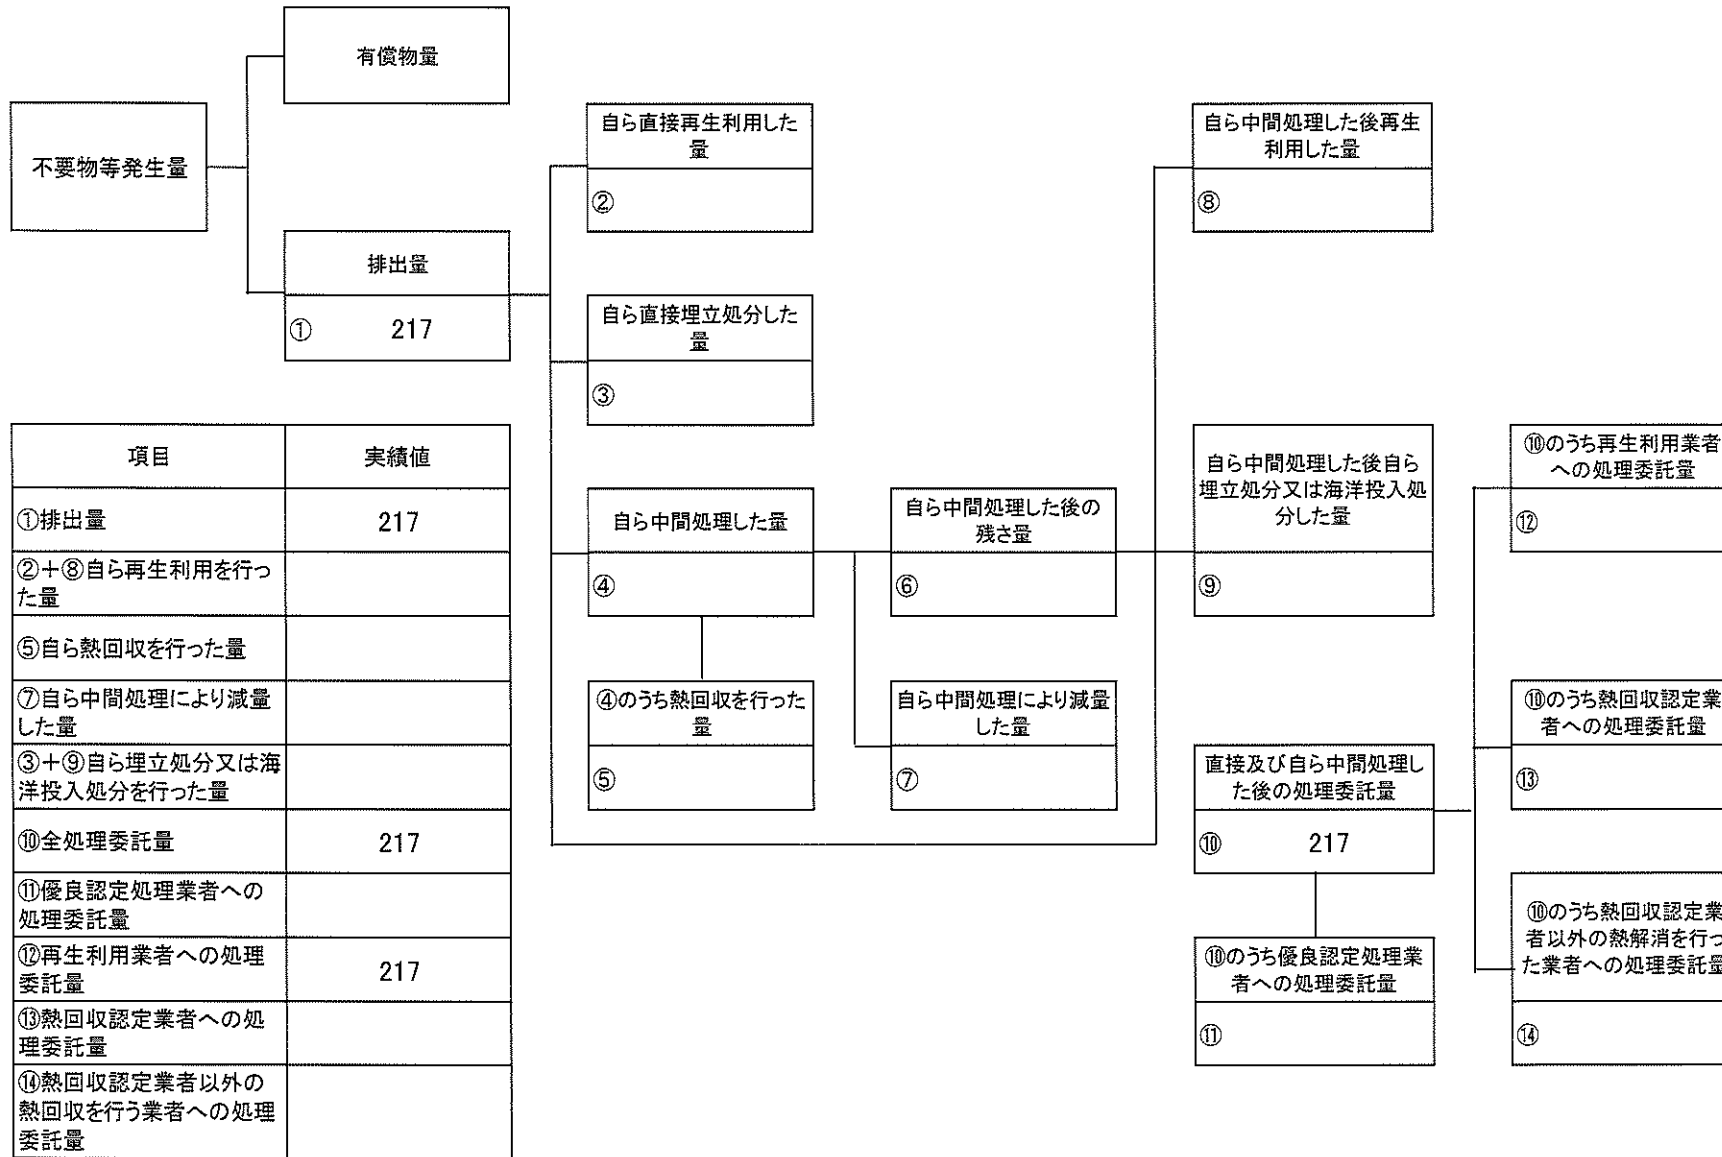 有償物量
不要物等発生量
排出量
① 217
自ら直接再生利用した
量
②
自ら直接埋立処分した
量
③
自ら中間処理した量
④
④のうち熱回収を行った
量
⑤
自ら中間処理した後の
残さ量
⑥
自ら中間処理により減量
した量
⑦
自ら中間処理した後再生
利用した量
⑧
自ら中間処理した後自ら
埋立処分又は海洋投入処
分した量
⑨
直接及び自ら中間処理し
た後の処理委託量
⑩ 217
⑩のうち優良認定処理業
者への処理委託量
⑪
⑩のうち再生利用業者
への処理委託量
⑫
⑩のうち熱回収認定業
者への処理委託量
⑬
⑩のうち熱回収認定業
者以外の熱解消を行っ
た業者への処理委託量
⑭
項目 実績値
①排出量 217
②+⑧自ら再生利用を行っ
た量
⑤自ら熱回収を行った量
⑦自ら中間処理により減量
した量
③+⑨自ら埋立処分又は海
洋投入処分を行った量
⑩全処理委託量 217
⑪優良認定処理業者への
処理委託量
⑫再生利用業者への処理
委託量 217
⑬熱回収認定業者への処
理委託量
⑭熱回収認定業者以外の
熱回収を行う業者への処理
委託量